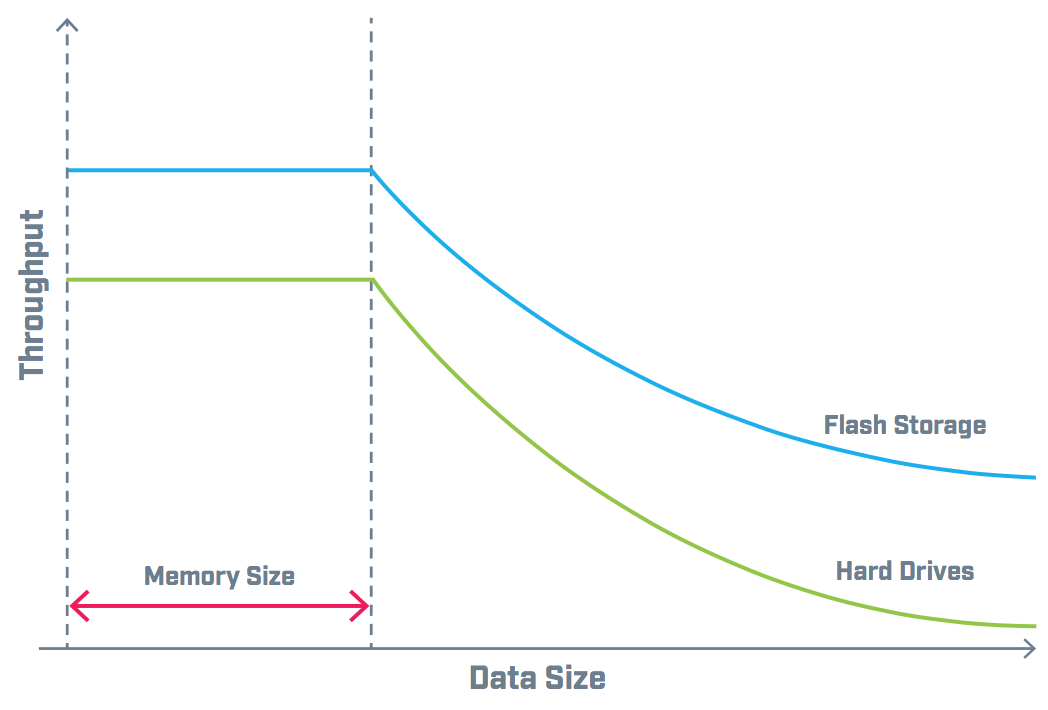 Throughput
Flash Storage
Hard Drives
Memory Size
Data Size